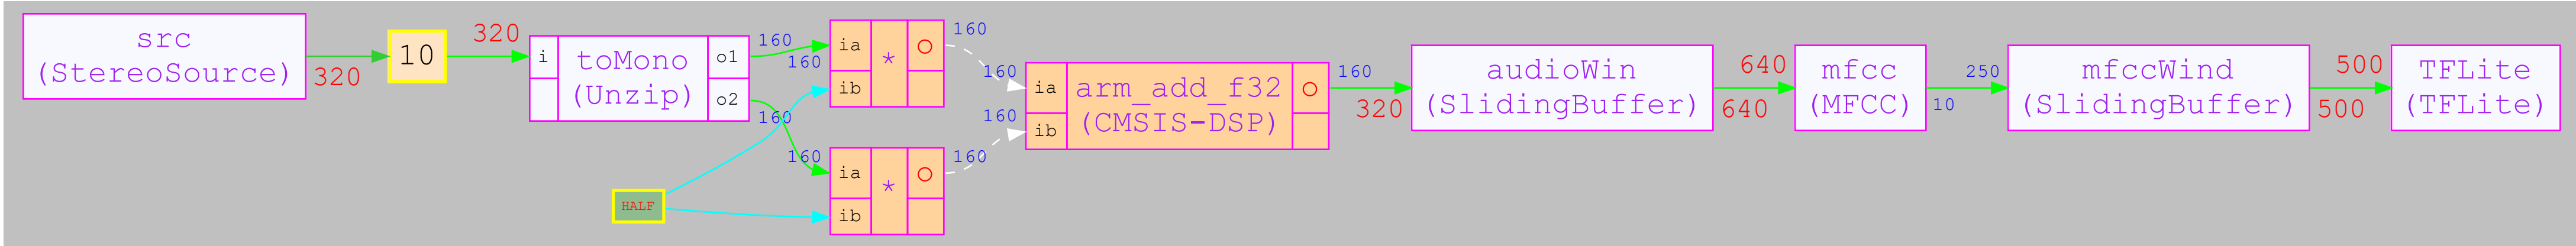 src
(StereoSource)
320
10
320
i
toMono
(Unzip)
o1
o2
160
160
160
160
HALF
ia
ib
*
O
160
ia
ib
*
O
160
160
160
ia
ib
arm_add_f32
(CMSIS-DSP)
O
160
320
audioWin
(SlidingBuffer)
640
640
mfcc
(MFCC)
10
250
mfccWind
(SlidingBuffer)
500
500
TFLite
(TFLite)